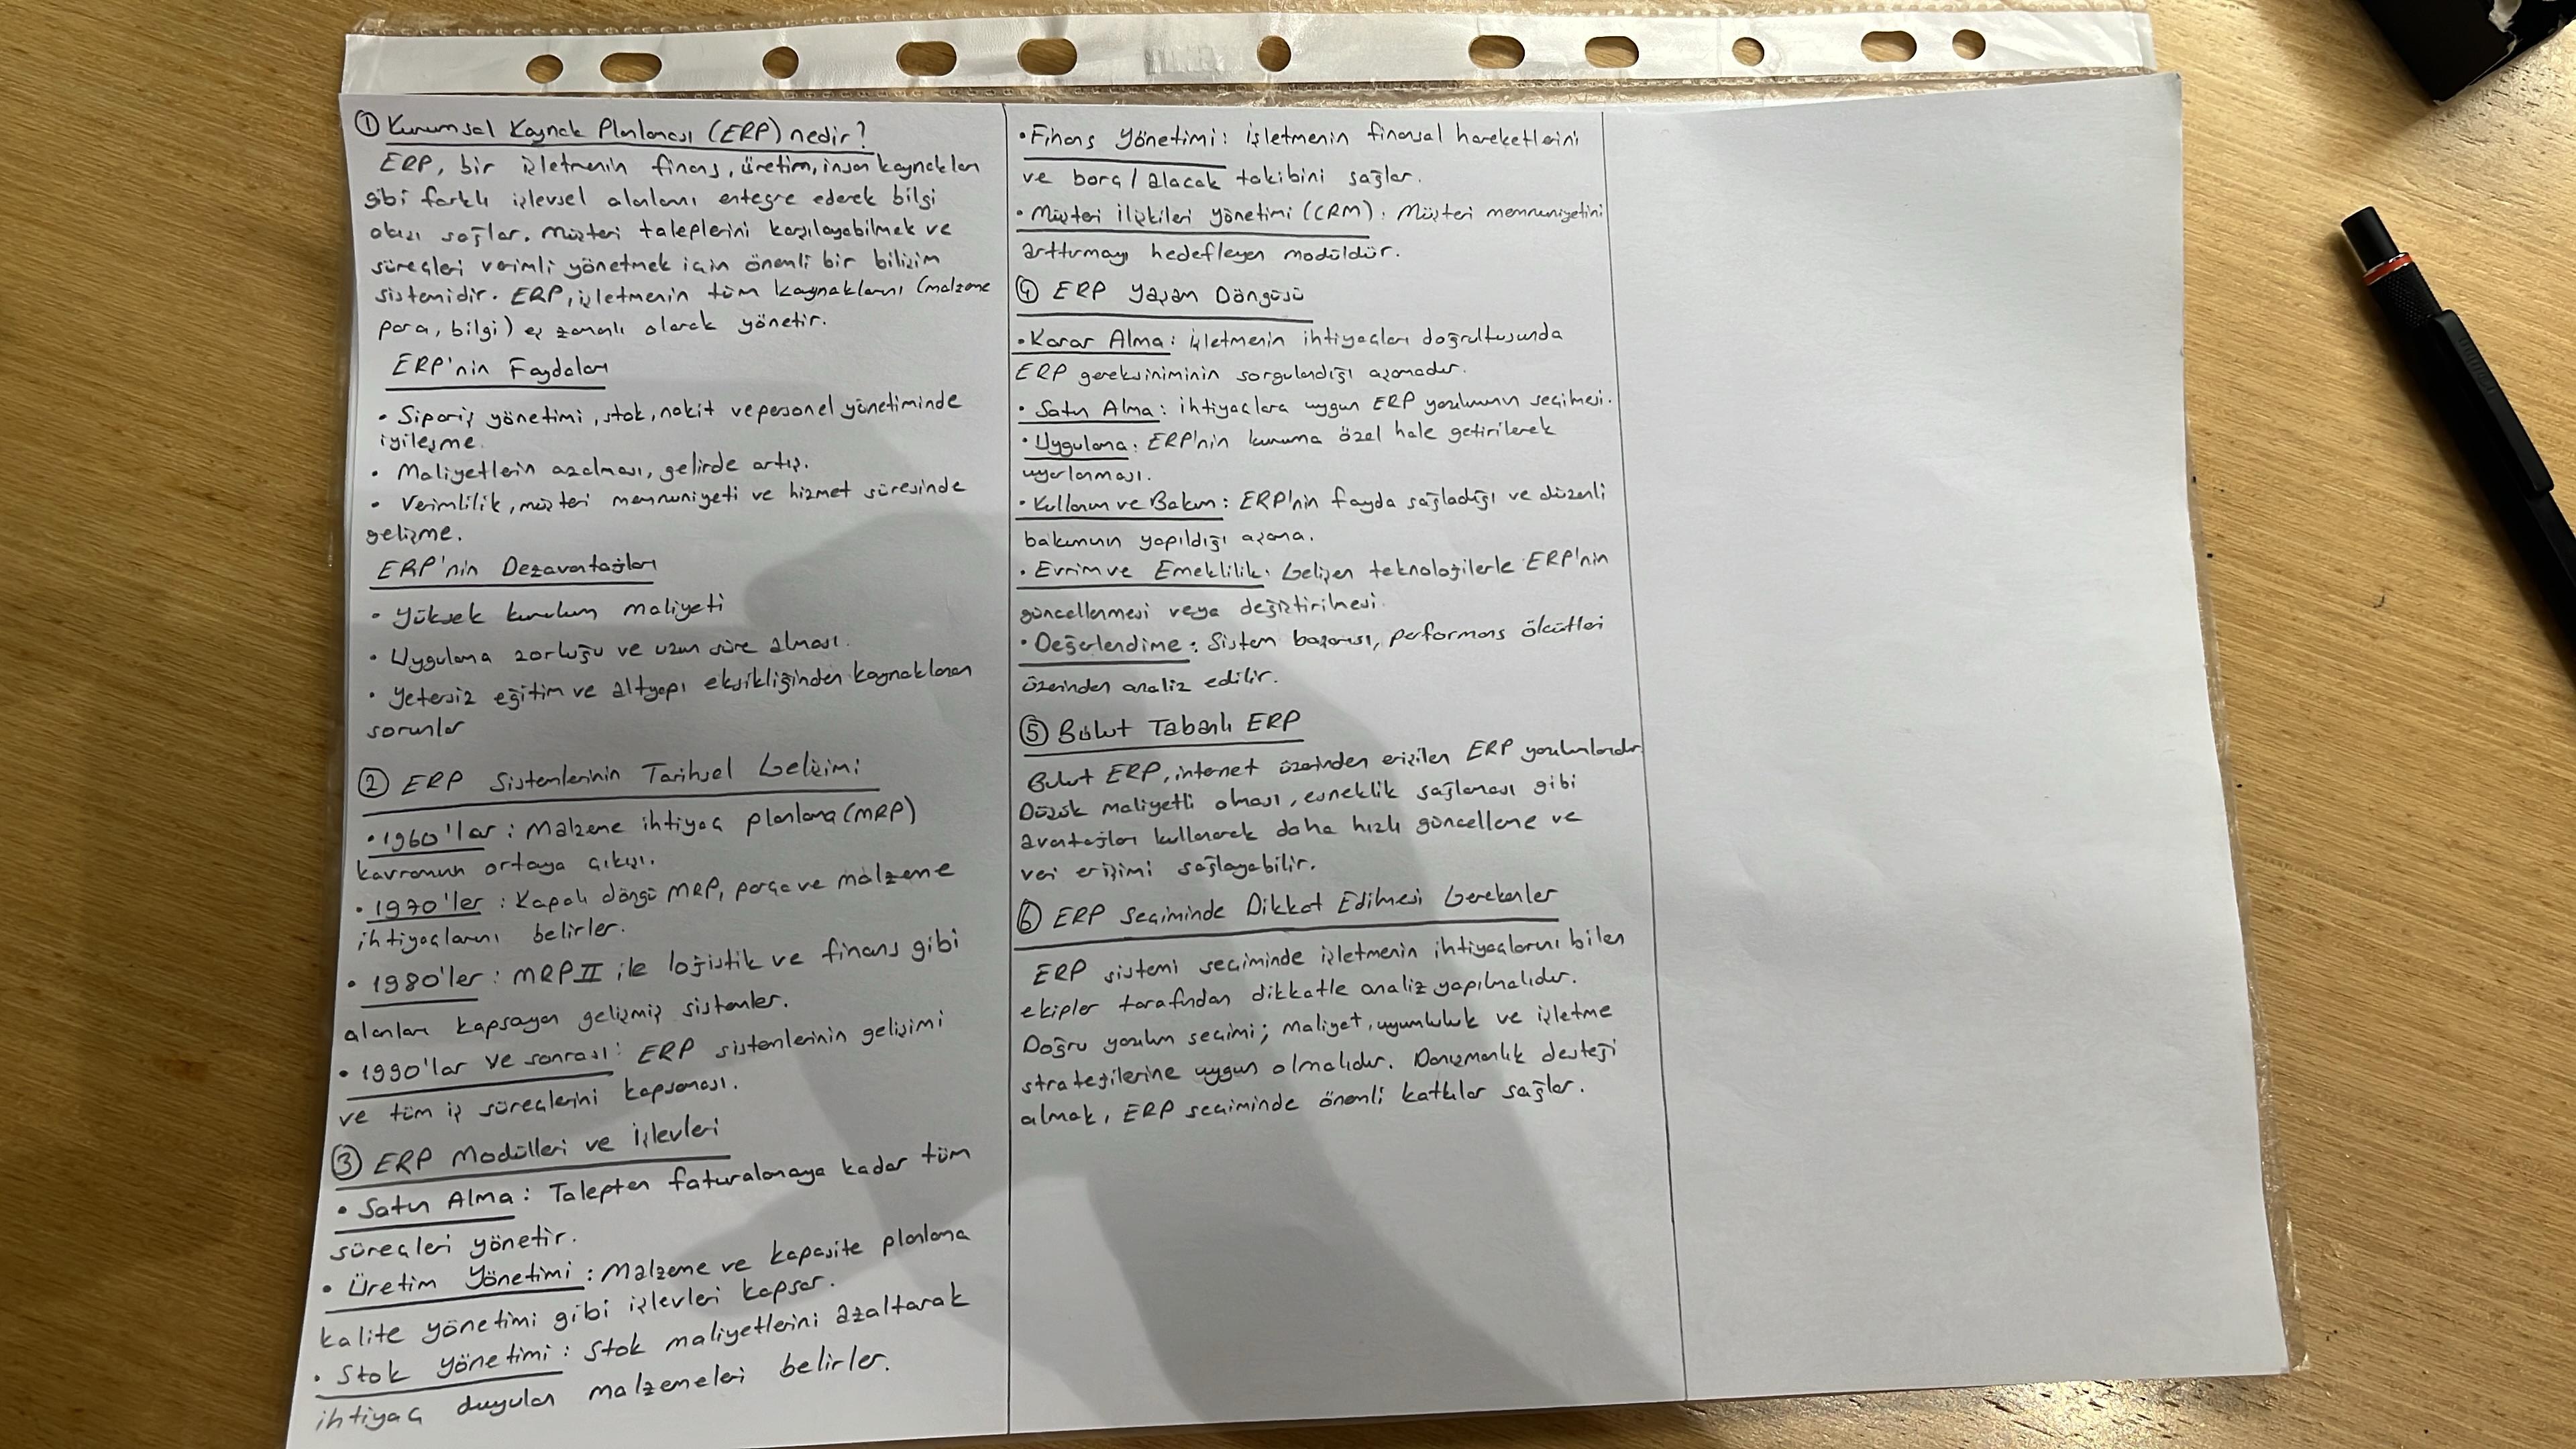 ① Kurumsal Kaynak Planlaması (ERP) nedir?
ERP, bir işletmenin finans, üretim, insan kaynakları
gibi farklı işlevsel alanlarını entegre ederek bilgi
akışı sağlar. Müşteri taleplerini karşılayabilmek ve
süreçleri verimli yönetmek için önemli bir bilişim
sistemidir. ERP, işletmenin tüm kaynaklarını (malzeme
para, bilgi) eş zamanlı olarak yönetir.
ERP'nin Faydaları
• Sipariş yönetimi, stok, nakit ve personel yönetiminde
iyileşme.
• Maliyetlerin azalması, gelirde artış.
• Verimlilik, müşteri memnuniyeti ve hizmet süresinde
gelişme.
ERP'nin Dezavantajları
• Yüksek kurulum maliyeti
• Uygulama zorluğu ve uzun süre alması.
• Yetersiz eğitim ve altyapı eksikliğinden kaynaklanan
sorunlar
② ERP Sistemlerinin Tarihsel Gelişimi
• 1960'lar: Malzeme ihtiyaç planlama (MRP)
kavramının ortaya çıkışı.
• 1970'ler: Kapalı döngü MRP, parça ve malzeme
ihtiyaçlarını belirler.
• 1980'ler: MRP II ile lojistik ve finans gibi
alanları kapsayan gelişmiş sistemler.
• 1990'lar ve sonrası: ERP sistemlerinin gelişimi
ve tüm iş süreçlerini kapsaması.
③ ERP Modülleri ve İşlevleri
• Satın Alma: Talepten faturalamaya kadar tüm
süreçleri yönetir.
• Üretim Yönetimi: Malzeme ve kapasite planlama
kalite yönetimi gibi işlevleri kapsar.
• Stok yönetimi: Stok maliyetlerini azaltarak
ihtiyaç duyulan malzemeleri belirler.
• Finans Yönetimi: işletmenin finansal hareketlerini
ve borç/alacak takibini sağlar.
• Müşteri İlişkileri Yönetimi (CRM): Müşteri memnuniyetini
arttırmayı hedefleyen modüldür.
④ ERP Yaşam Döngüsü
• Karar Alma: işletmenin ihtiyaçları doğrultusunda
ERP gereksiniminin sorgulandığı aşamadır.
• Satın Alma: ihtiyaçlara uygun ERP yazılımının seçilmesi.
• Uygulama: ERP'nin kuruma özel hale getirilerek
uyarlanması.
• Kullanım ve Bakım: ERP'nin fayda sağladığı ve düzenli
bakımının yapıldığı aşama.
• Evrim ve Emeklilik: Gelişen teknolojilerle ERP'nin
güncellenmesi veya değiştirilmesi.
• Değerlendime: Sistem başarısı, performans ölçütleri
üzerinden analiz edilir.
⑤ Bulut Tabanlı ERP
Bulut ERP, internet üzerinden erişilen ERP yazılımlarıdır.
Düşük maliyetli olması, esneklik sağlaması gibi
avantajları kullanarak daha hızlı güncelleme ve
veri erişimi sağlayabilir.
⑥ ERP Seçiminde Dikkat Edilmesi Gerekenler
ERP sistemi seçiminde işletmenin ihtiyaçlarını bilen
ekipler tarafından dikkatle analiz yapılmalıdır.
Doğru yazılım seçimi; maliyet, uyumluluk ve işletme
stratejilerine uygun olmalıdır. Danışmanlık desteği
almak, ERP seçiminde önemli katkılar sağlar.